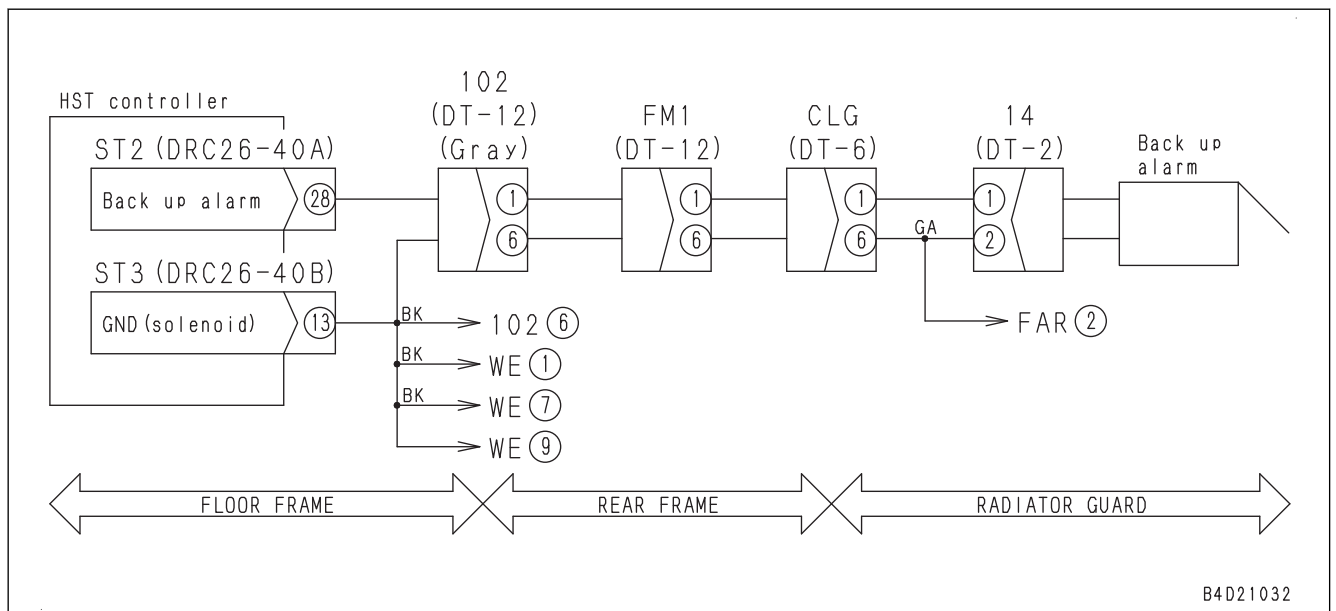 HST controller
ST2 (DRC26-40A)
Back up alarm
28
ST3 (DRC26-40B)
GND (solenoid)
13
102
(DT-12)
(Gray)
1
6
FM1
(DT-12)
1
6
CLG
(DT-6)
1
6
GA
14
(DT-2)
1
2
Back up
alarm
BK
102 6
BK
WE 1
BK
WE 7
WE 9
FAR 2
FLOOR FRAME
REAR FRAME
RADIATOR GUARD
B4D21032